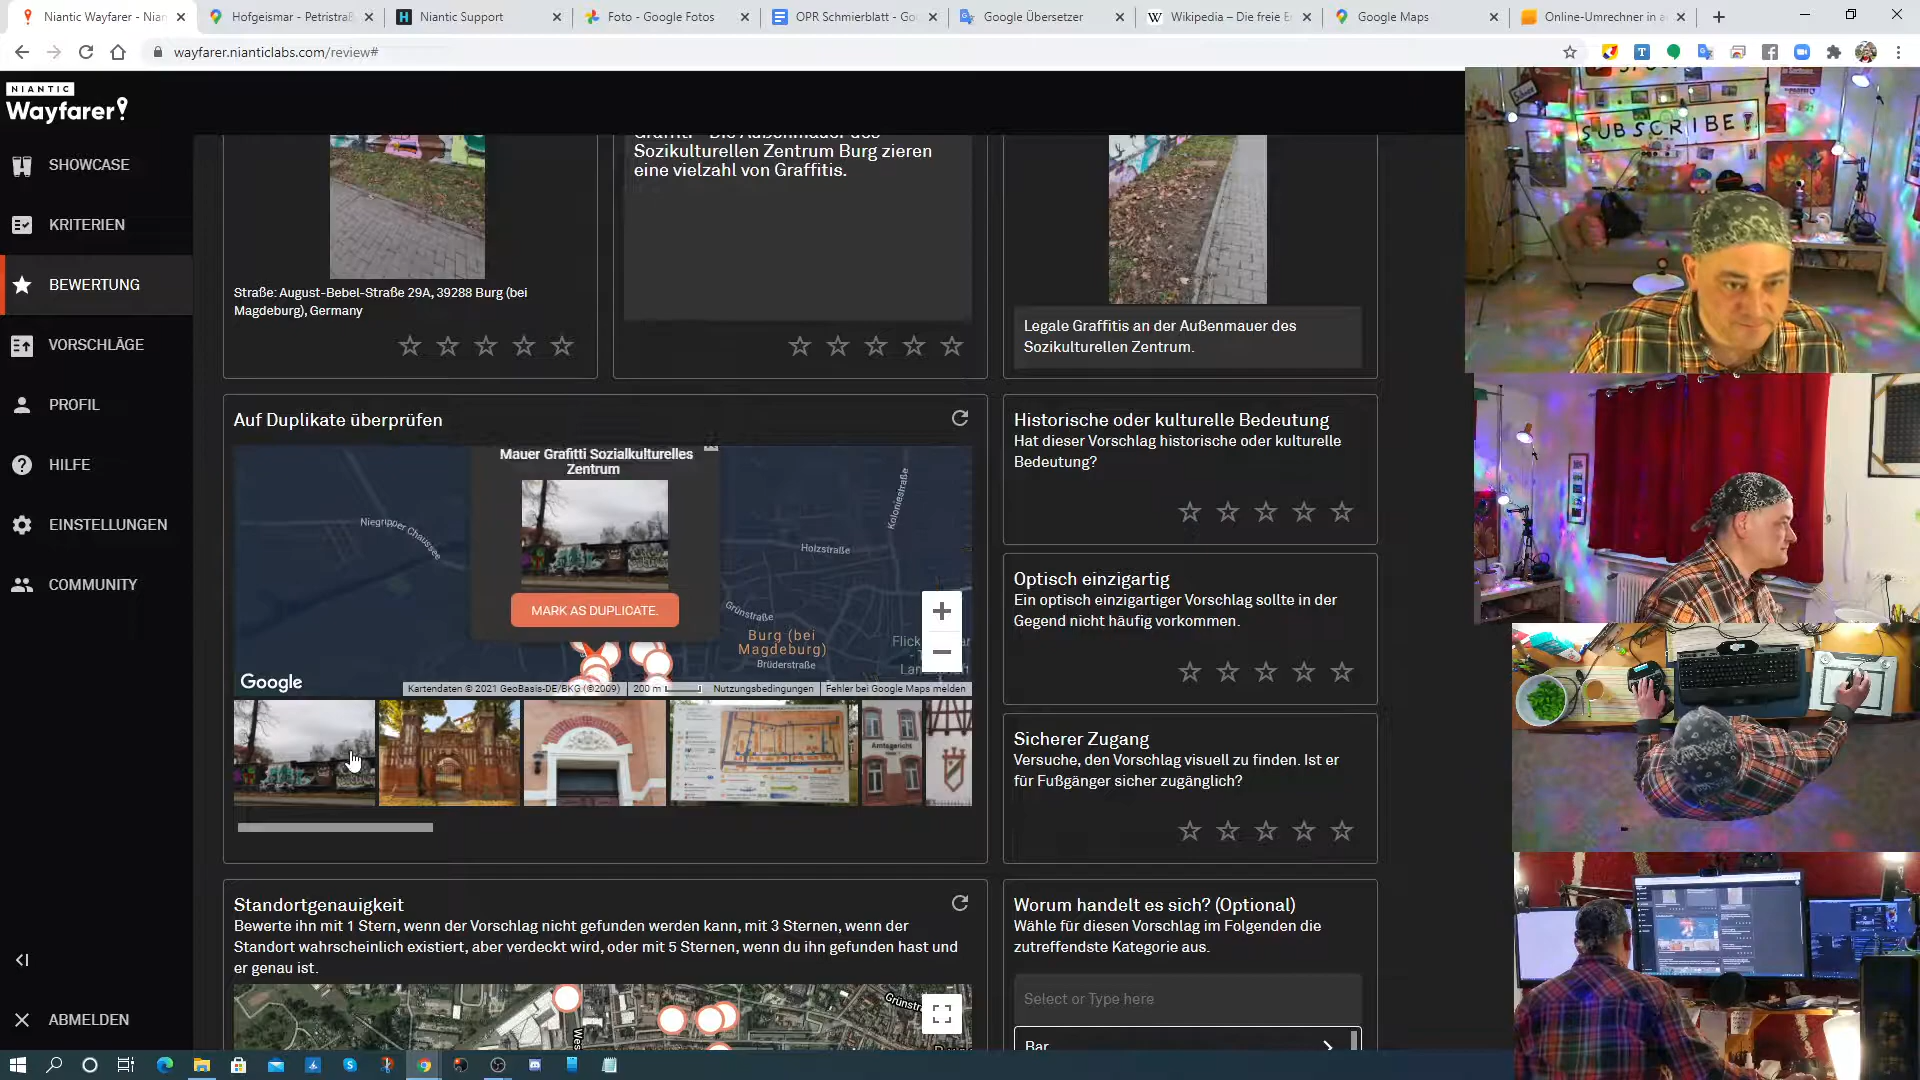 Niantic Wayfarer - Nian
Hofgeismar - Petristraß
Niantic Support
Foto - Google Fotos
OPR Schmierblatt - Go
Google Übersetzer
Wikipedia – Die freie E
Google Maps
Online-Umrechner in a
wayfarer.nianticlabs.com/review#
NIANTIC
Wayfarer
SHOWCASE
KRITERIEN
BEWERTUNG
VORSCHLÄGE
PROFIL
HILFE
EINSTELLUNGEN
COMMUNITY
ABMELDEN
Straße: August-Bebel-Straße 29A, 39288 Burg (bei
Magdeburg), Germany
Graffiti - Die Außenmauer des
Sozikulturellen Zentrum Burg zieren
eine vielzahl von Graffitis.
Legale Graffitis an der Außenmauer des
Sozikulturellen Zentrum.
Auf Duplikate überprüfen
Mauer Grafitti Sozialkulturelles
Zentrum
MARK AS DUPLICATE.
Niegripper Chaussee
Koloniestraße
Holzstraße
Grünstraße
Burg (bei
Magdeburg)
Brüderstraße
Flick
Lan
Google
Kartendaten © 2021 GeoBasis-DE/BKG (©2009)
200 m
Nutzungsbedingungen
Fehler bei Google Maps melden
Amtsgericht
Historische oder kulturelle Bedeutung
Hat dieser Vorschlag historische oder kulturelle
Bedeutung?
Optisch einzigartig
Ein optisch einzigartiger Vorschlag sollte in der
Gegend nicht häufig vorkommen.
Sicherer Zugang
Versuche, den Vorschlag visuell zu finden. Ist er
für Fußgänger sicher zugänglich?
Standortgenauigkeit
Bewerte ihn mit 1 Stern, wenn der Vorschlag nicht gefunden werden kann, mit 3 Sternen, wenn der
Standort wahrscheinlich existiert, aber verdeckt wird, oder mit 5 Sternen, wenn du ihn gefunden hast und
er genau ist.
Grünstra
Wes
Worum handelt es sich? (Optional)
Wähle für diesen Vorschlag im Folgenden die
zutreffendste Kategorie aus.
Select or Type here
Bar
SUBSCRIBE!